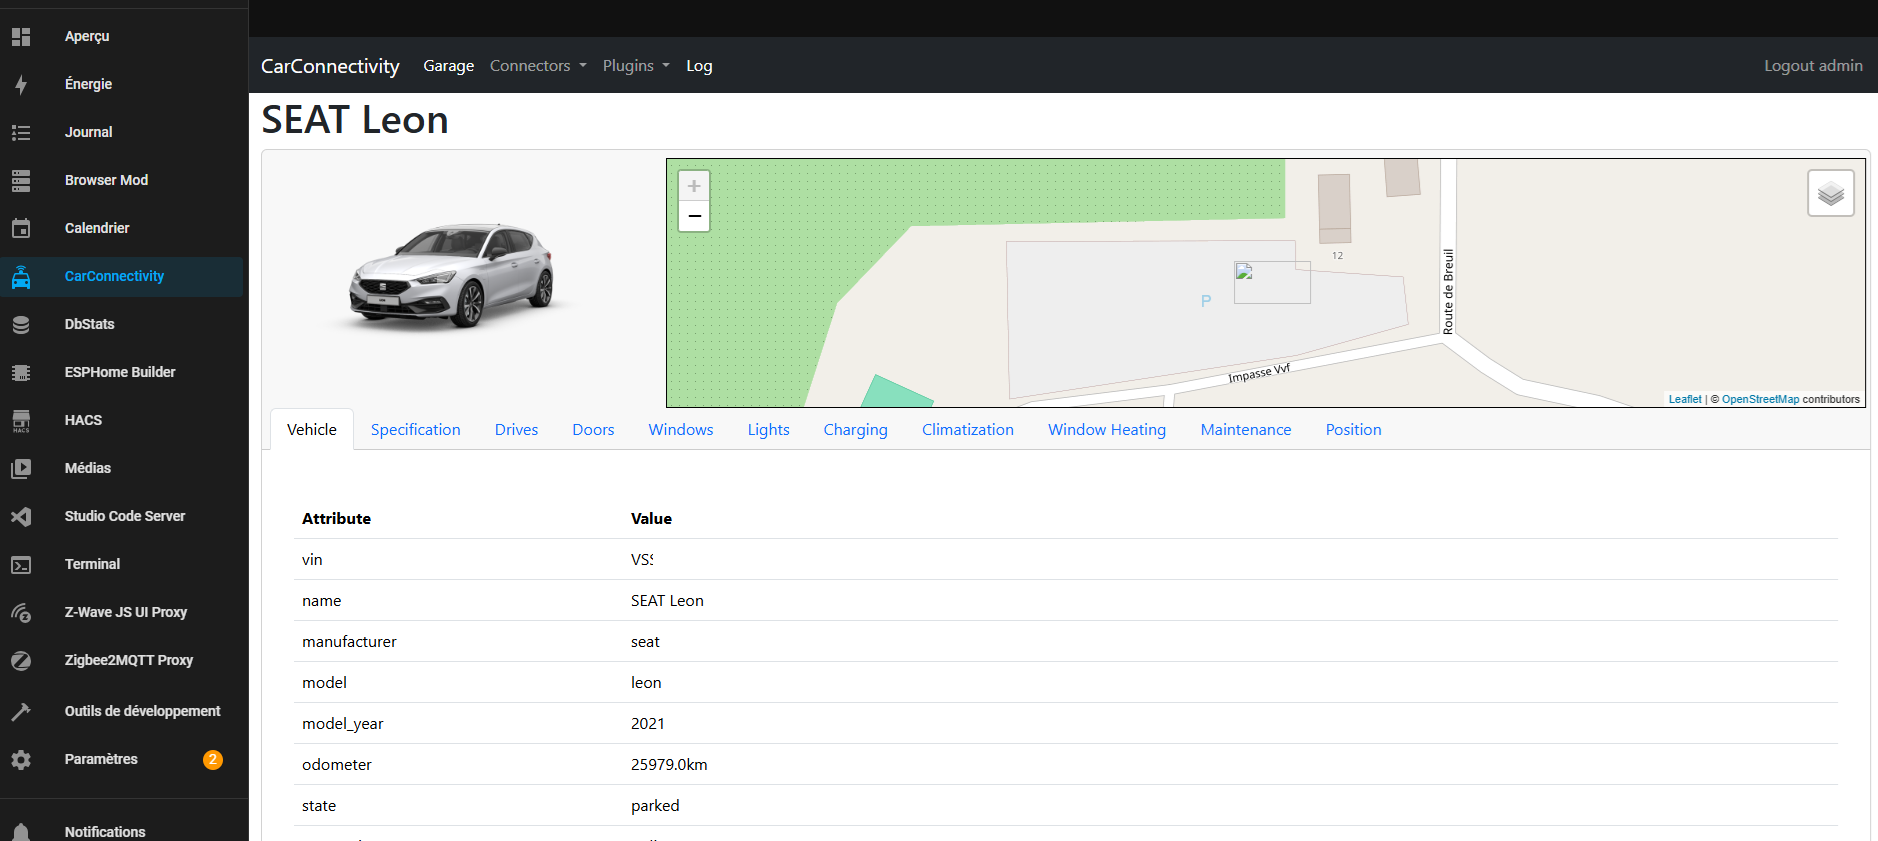 Aperçu
Énergie
Journal
Browser Mod
Calendrier
CarConnectivity
DbStats
ESPHome Builder
HACS
HACS
Médias
Studio Code Server
Terminal
Z-Wave JS UI Proxy
Zigbee2MQTT Proxy
Outils de développement
Paramètres 2
Notifications
CarConnectivity Garage Connectors Plugins Log Logout admin
SEAT Leon
+
−
12
P
Route de Breuil
Impasse Vvf
Leaflet | © OpenStreetMap contributors
Vehicle Specification Drives Doors Windows Lights Charging Climatization Window Heating Maintenance Position
Attribute Value
vin VSS
name SEAT Leon
manufacturer seat
model leon
model_year 2021
odometer 25979.0km
state parked